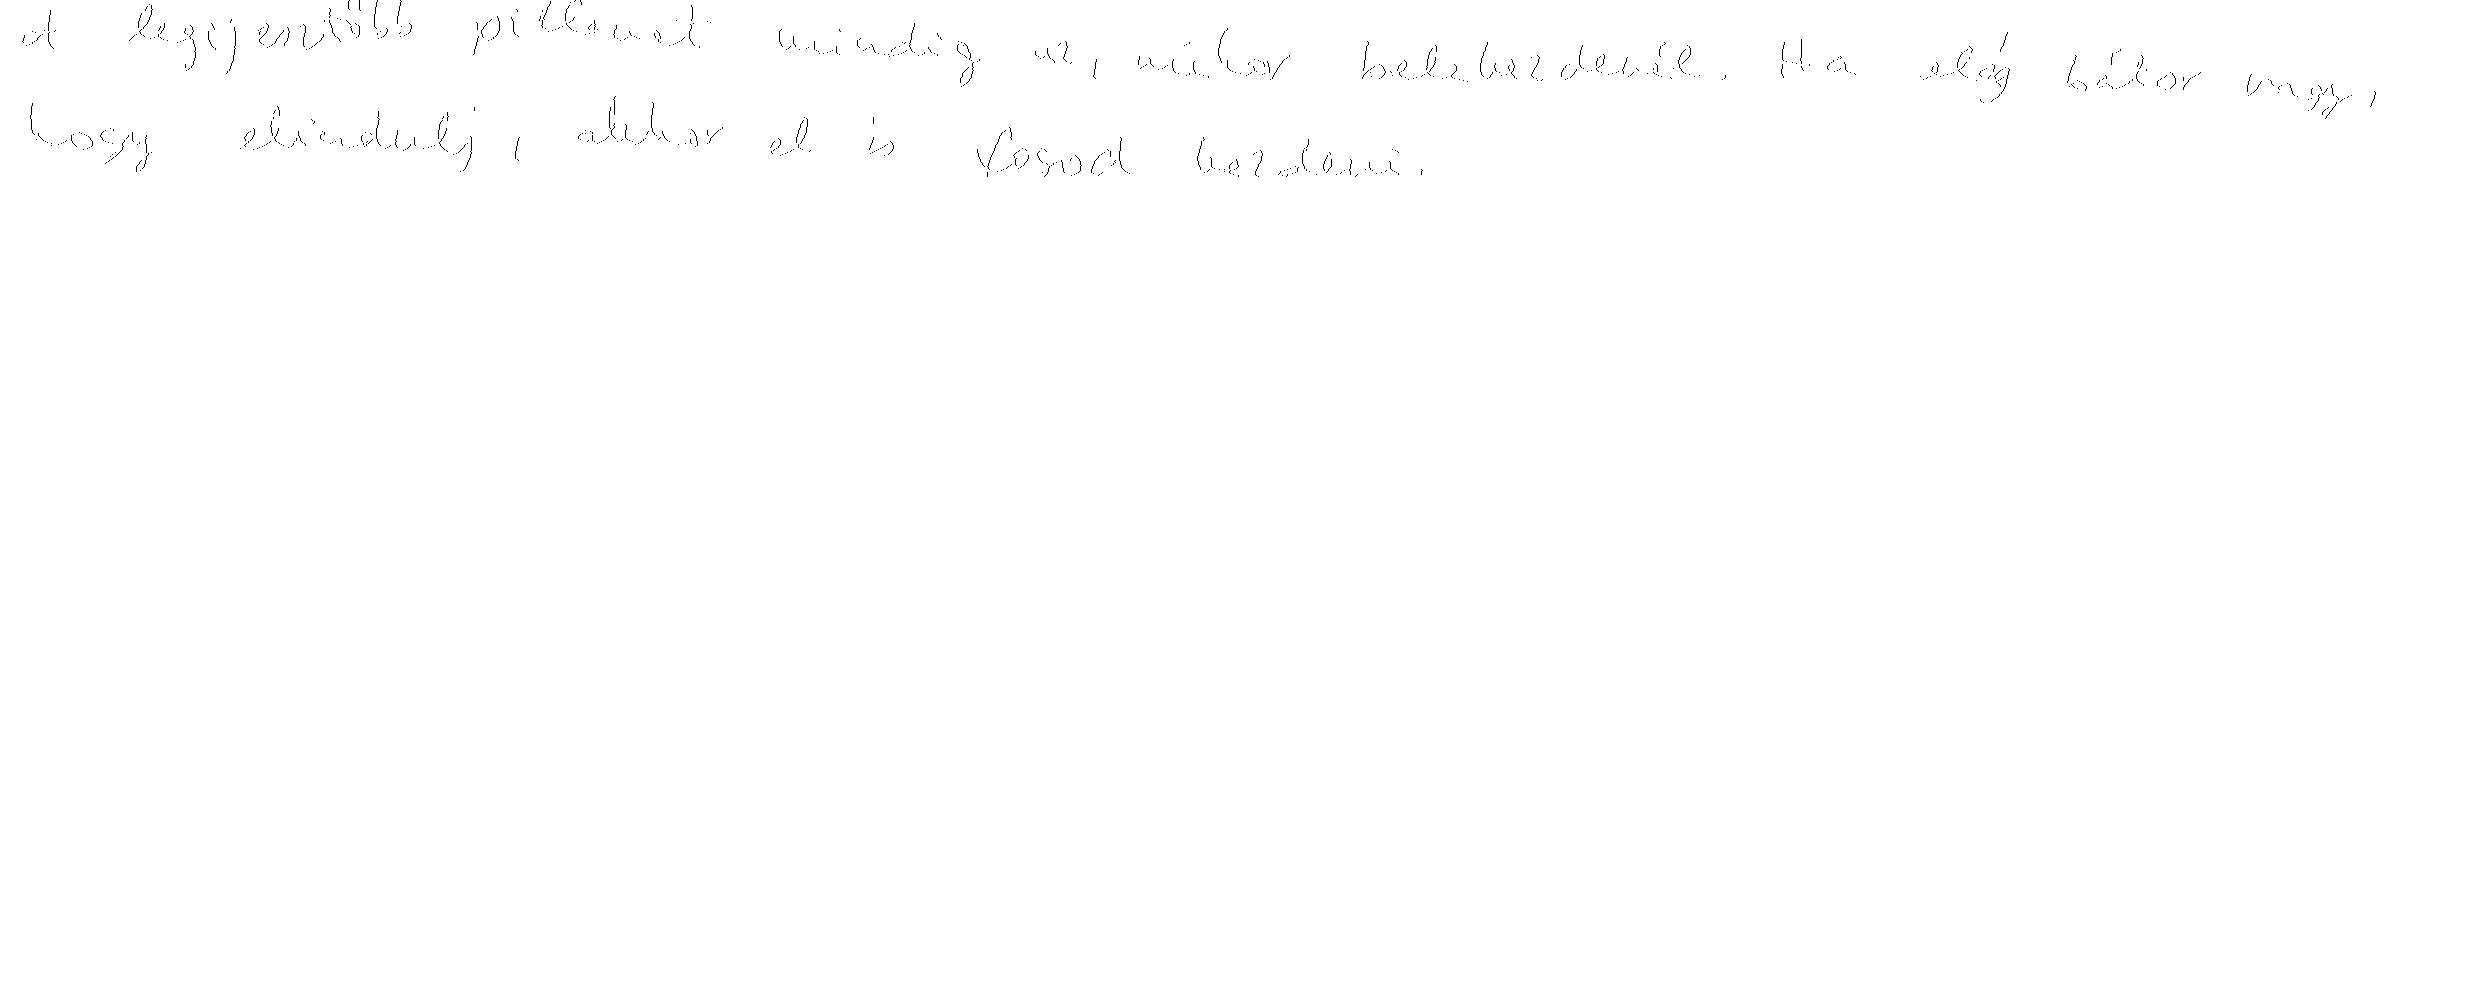 A legijesztőbb pillanat mindig az, mikor belekezdenél. Ha elég bátor vagy,
hogy elindulj, akkor el is fogod kezdeni.